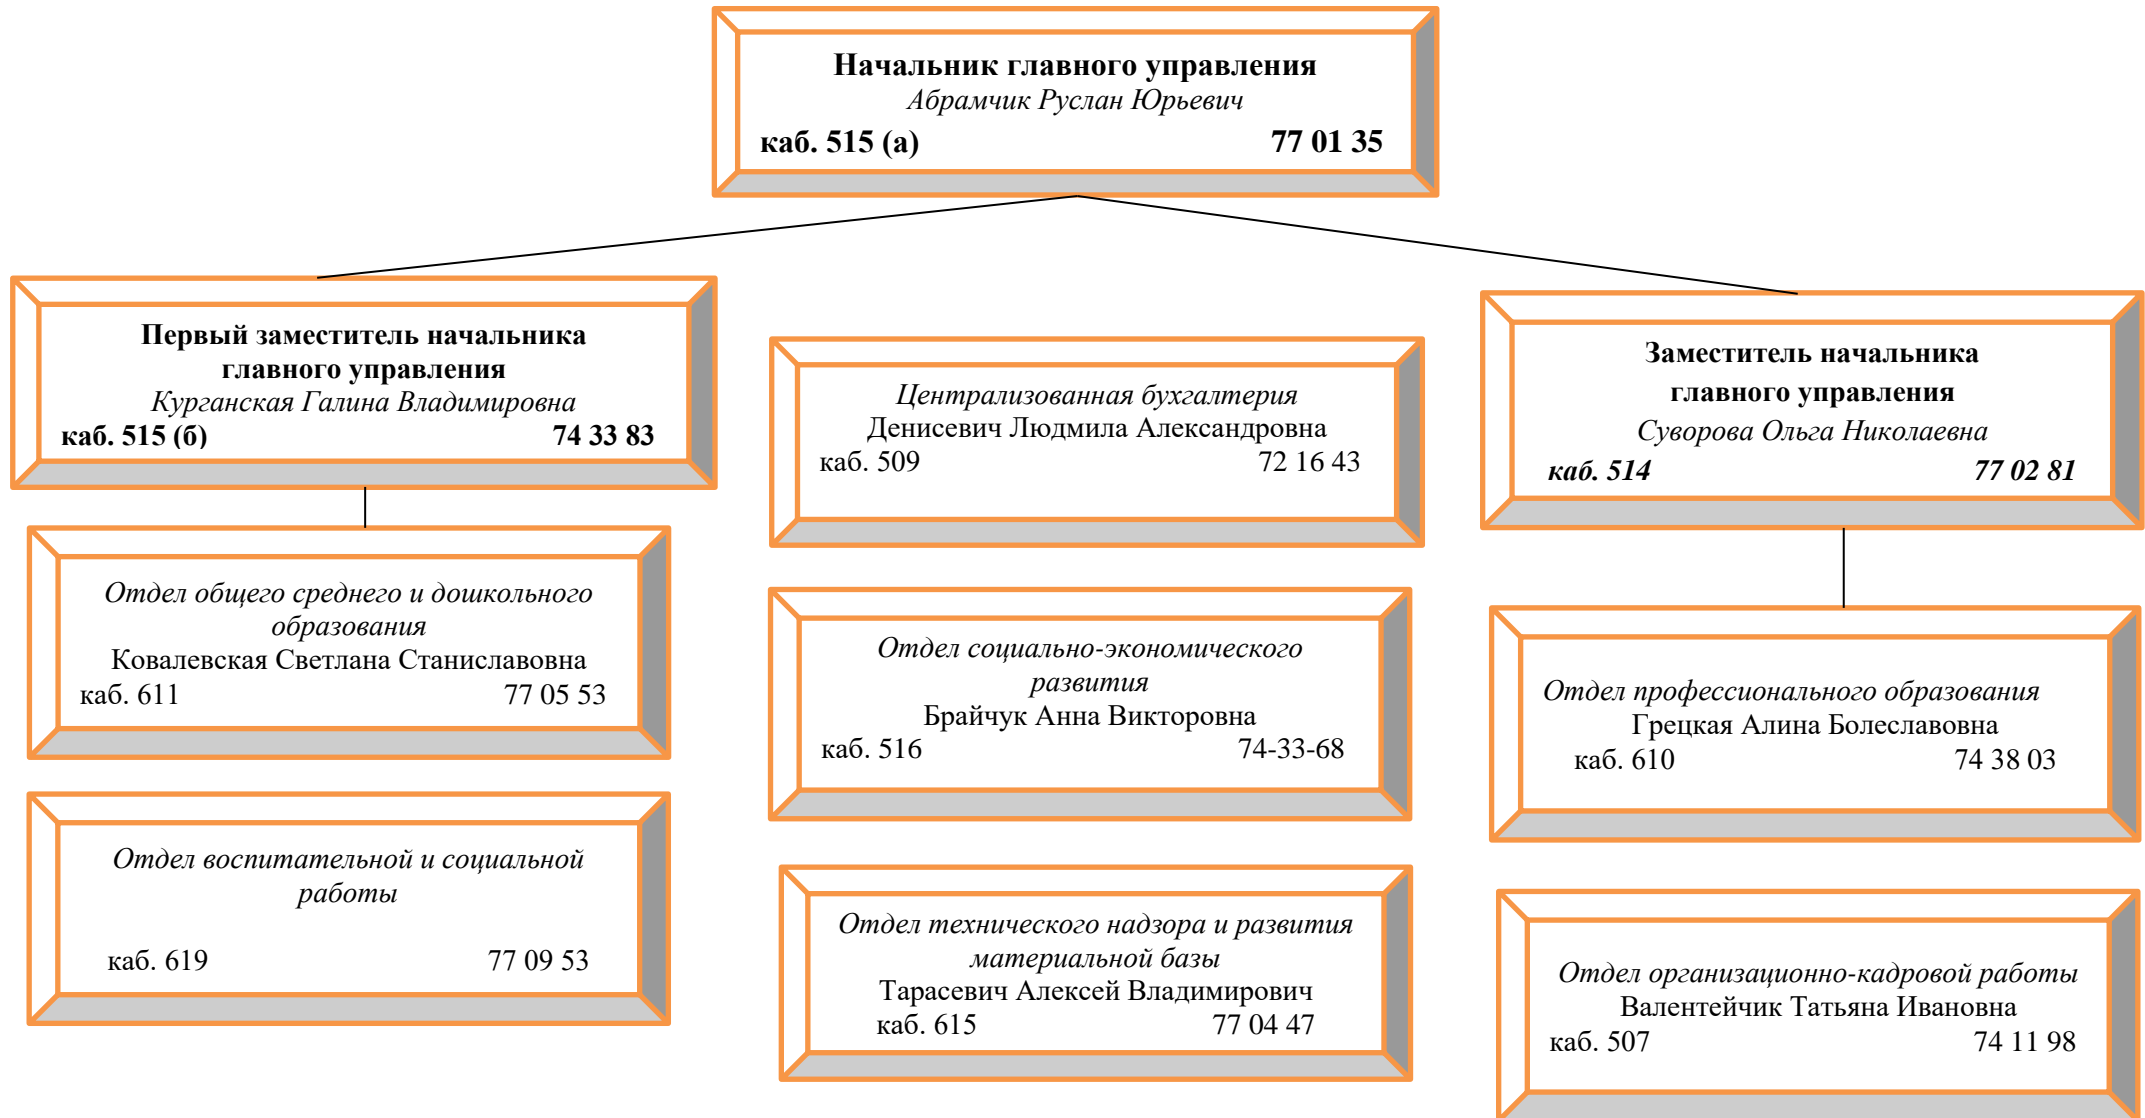 Начальник главного управления
Абрамчик Руслан Юрьевич
каб. 515 (а) 77 01 35
Первый заместитель начальника
главного управления
Курганская Галина Владимировна
каб. 515 (б) 74 33 83
Централизованная бухгалтерия
Денисевич Людмила Александровна
каб. 509 72 16 43
Заместитель начальника
главного управления
Суворова Ольга Николаевна
каб. 514 77 02 81
Отдел общего среднего и дошкольного
образования
Ковалевская Светлана Станиславовна
каб. 611 77 05 53
Отдел социально-экономического
развития
Брайчук Анна Викторовна
каб. 516 74-33-68
Отдел профессионального образования
Грецкая Алина Болеславовна
каб. 610 74 38 03
Отдел воспитательной и социальной
работы
каб. 619 77 09 53
Отдел технического надзора и развития
материальной базы
Тарасевич Алексей Владимирович
каб. 615 77 04 47
Отдел организационно-кадровой работы
Валентейчик Татьяна Ивановна
каб. 507 74 11 98